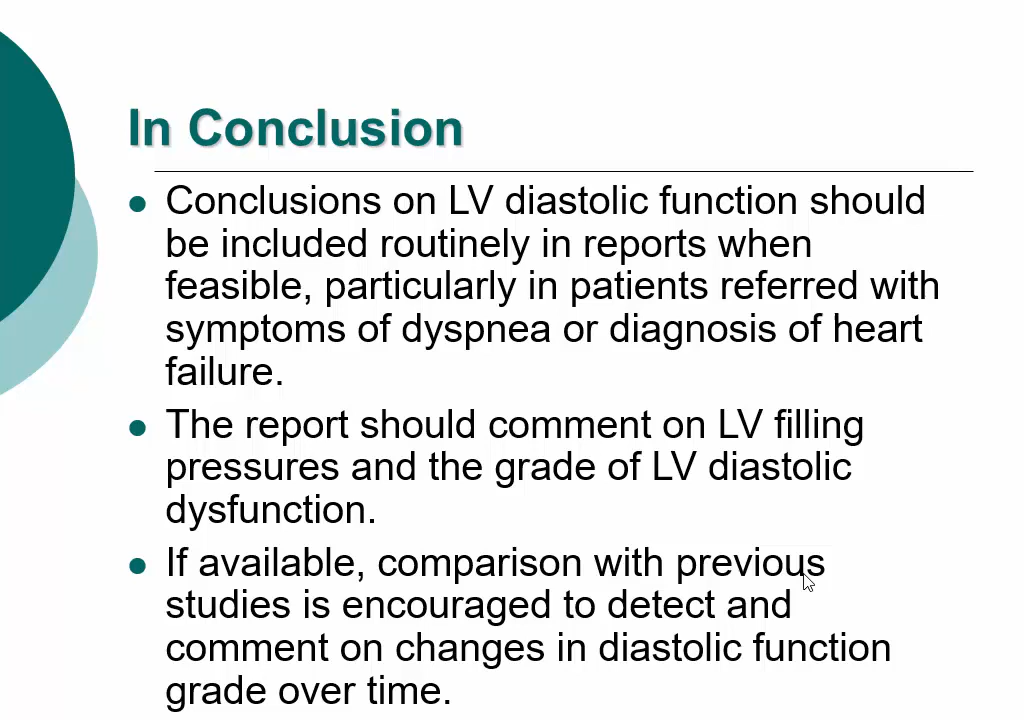 In Conclusion
Conclusions on LV diastolic function should
be included routinely in reports when
feasible, particularly in patients referred with
symptoms of dyspnea or diagnosis of heart
failure.
The report should comment on LV filling
pressures and the grade of LV diastolic
dysfunction.
If available, comparison with previous
studies is encouraged to detect and
comment on changes in diastolic function
grade over time.